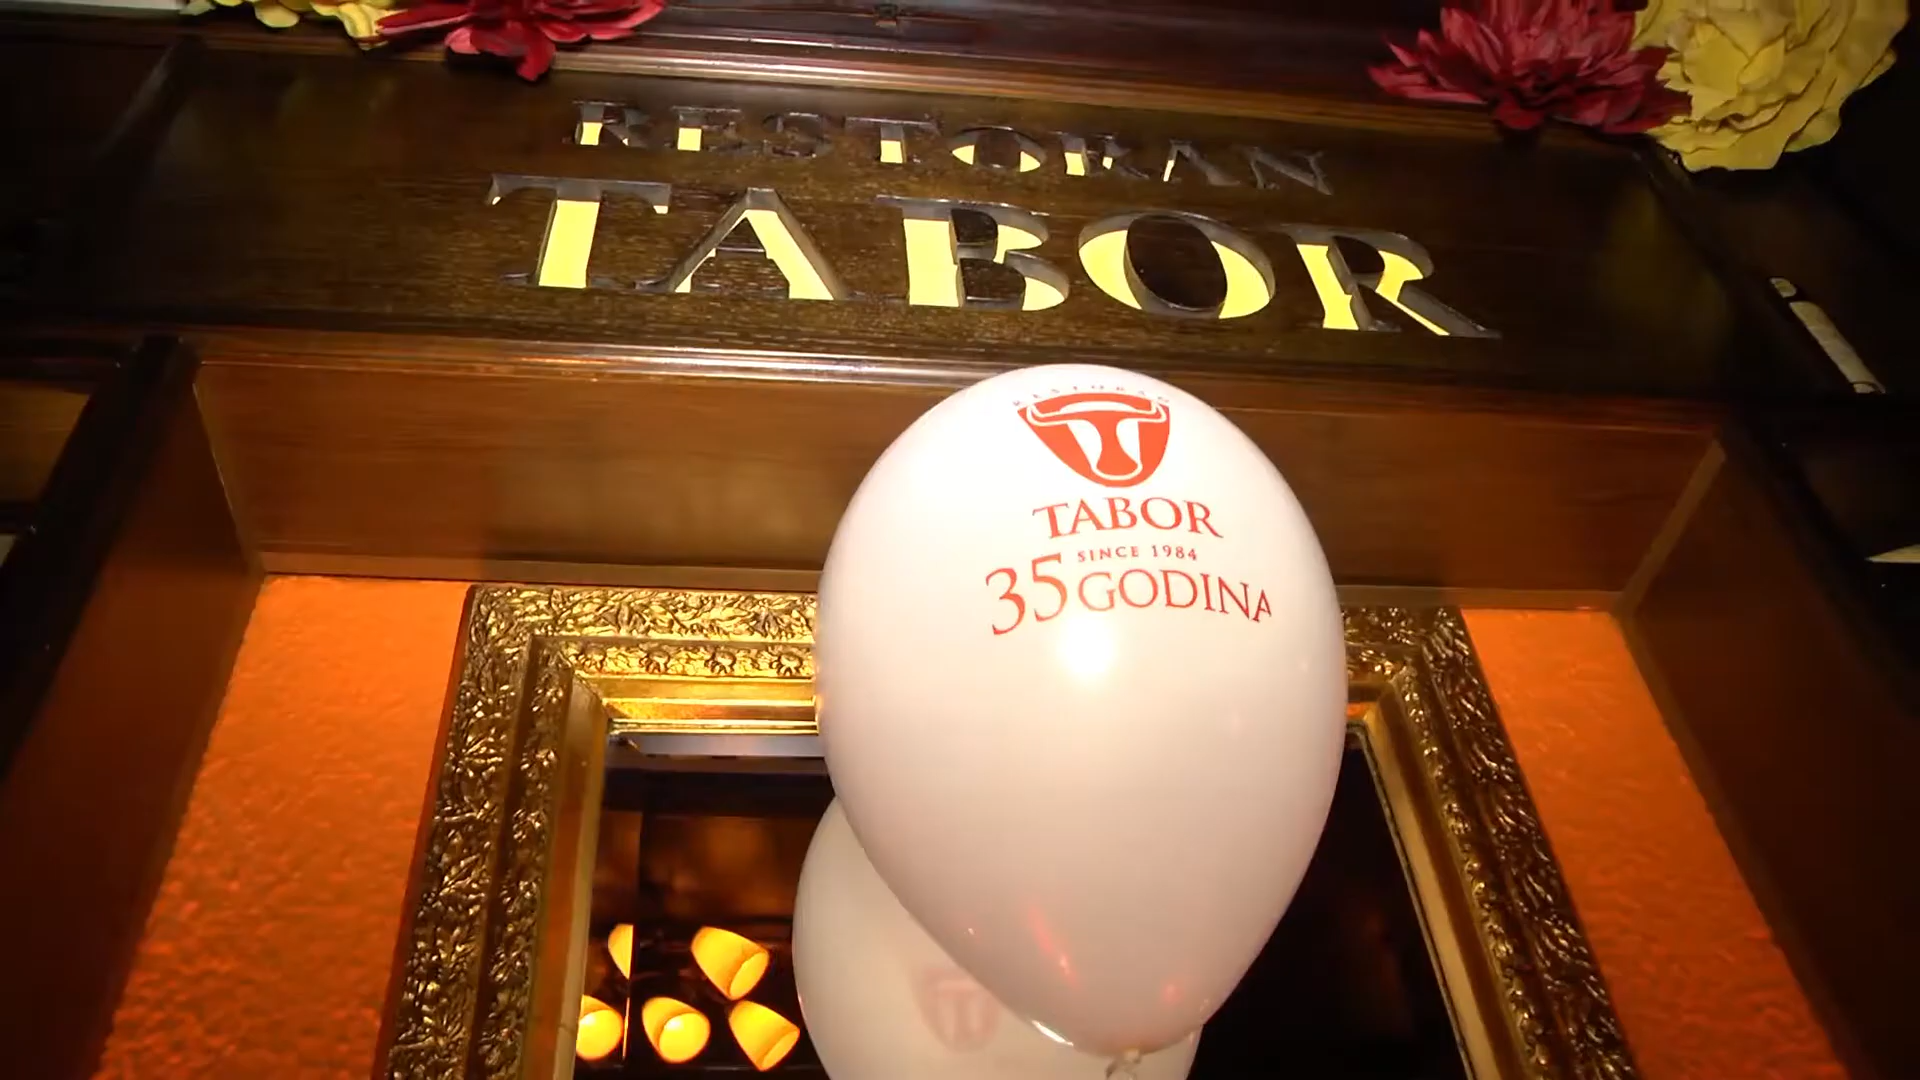 RESTORAN
TABOR
RESTORAN
TABOR
SINCE 1984
35 GODINA